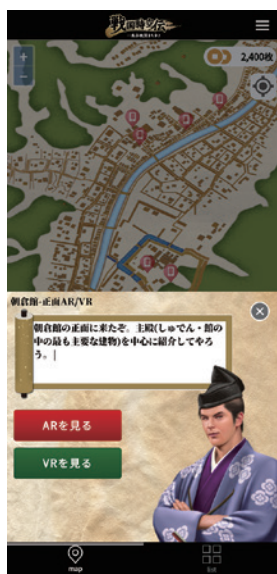 戦国時空伝
2,400枚
+
−
朝倉館-正面AR/VR
朝倉館の正面に来たぞ。主殿(しゅでん・館の
中の最も主要な建物)を中心に紹介してやろ
う。
ARを見る
VRを見る
map
list